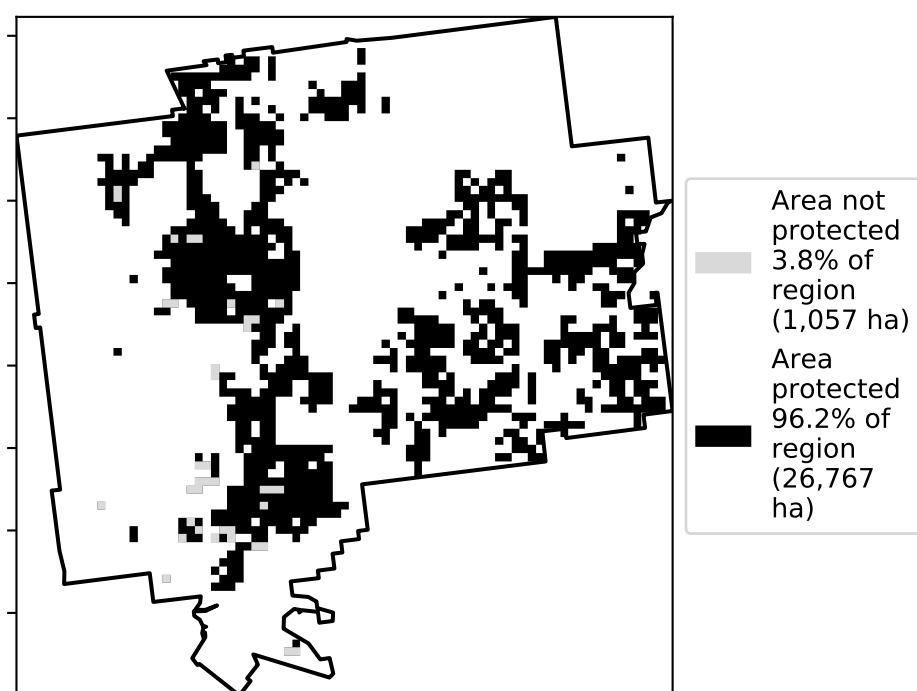 Area not
protected
3.8% of
region
(1,057 ha)
Area
protected
96.2% of
region
(26,767
ha)